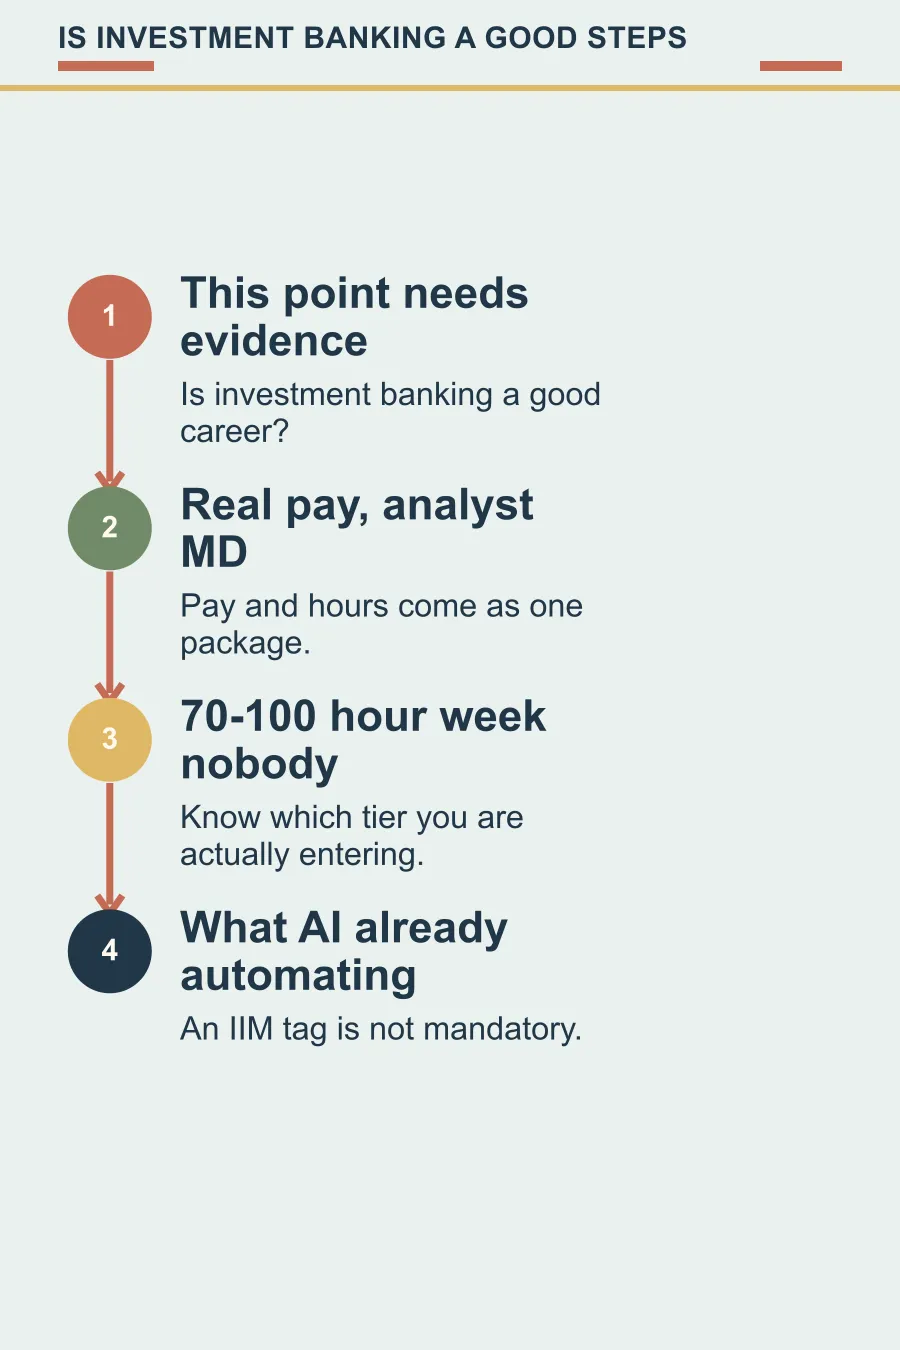 IS INVESTMENT BANKING A GOOD STEPS
1
This point needs
evidence
Is investment banking a good
career?
2
Real pay, analyst
MD
Pay and hours come as one
package.
3
70-100 hour week
nobody
Know which tier you are
actually entering.
4
What AI already
automating
An IIM tag is not mandatory.